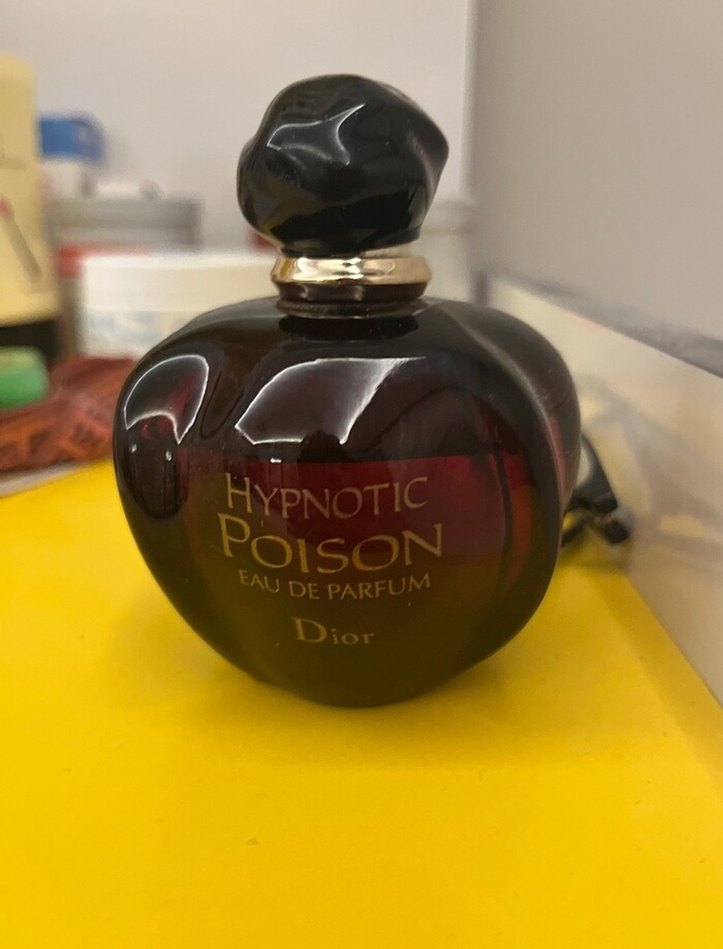 HYPNOTIC
POISON
EAU DE PARFUM
Dior